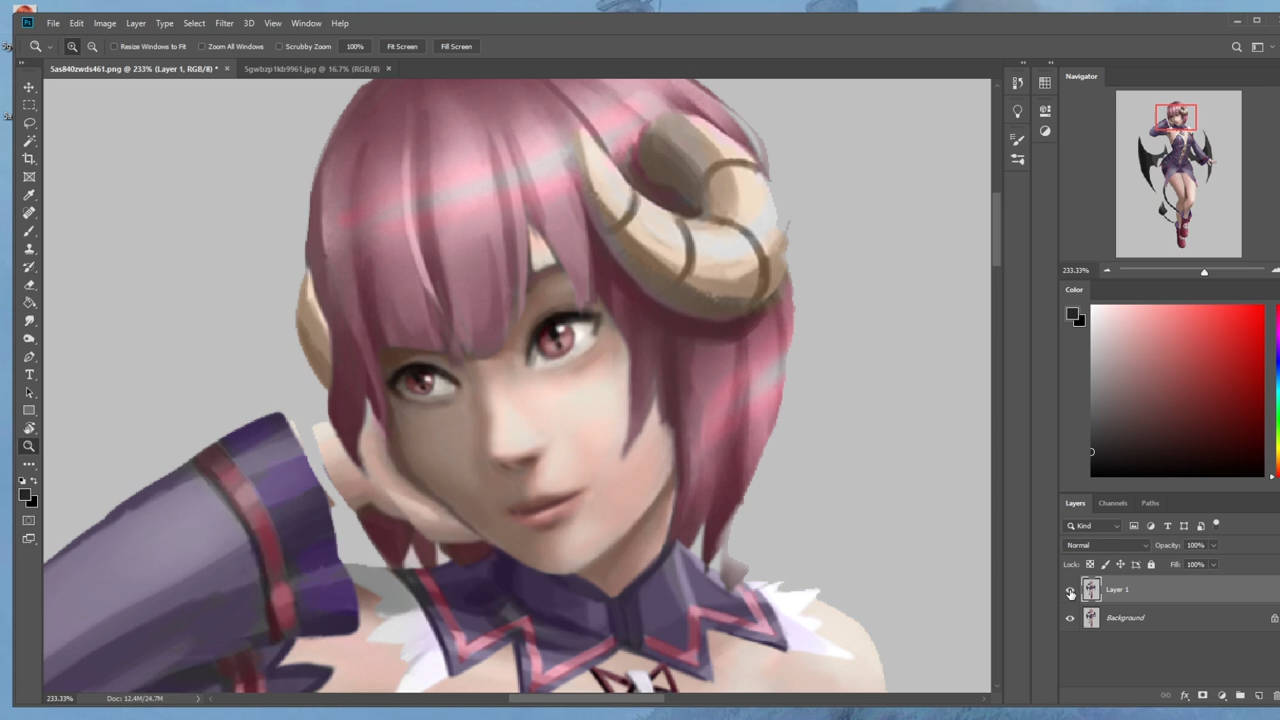 Ps File Edit Image Layer Type Select Filter 3D View Window Help
Resize Windows to Fit Zoom All Windows Scrubby Zoom 100% Fit Screen Fill Screen
5as840zwds461.png @ 233% (Layer 1, RGB/8) * × 5gwbzp1kb9961.jpg @ 16.7% (RGB/8) ×
Navigator
233.33%
Color
Layers Channels Paths
Kind
Normal Opacity: 100%
Lock: Fill: 100%
Layer 1
Background
fx
233.33% Doc: 12.4M/24.7M